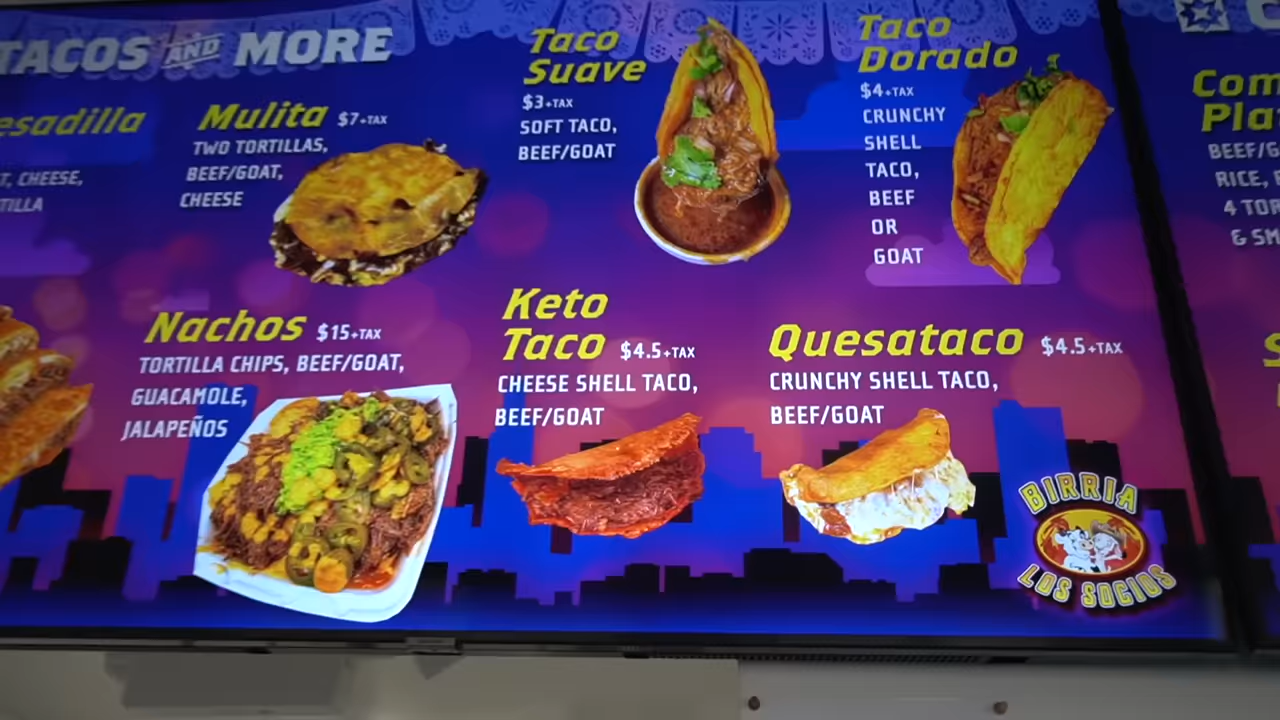 TACOS AND MORE
esadilla
T, CHEESE,
TILLA
Mulita $7+TAX
TWO TORTILLAS,
BEEF/GOAT,
CHEESE
Taco
Suave
$3+TAX
SOFT TACO,
BEEF/GOAT
Taco
Dorado
$4+TAX
CRUNCHY
SHELL
TACO,
BEEF
OR
GOAT
Nachos $15+TAX
TORTILLA CHIPS, BEEF/GOAT,
GUACAMOLE,
JALAPEÑOS
Keto
Taco $4.5+TAX
CHEESE SHELL TACO,
BEEF/GOAT
Quesataco $4.5+TAX
CRUNCHY SHELL TACO,
BEEF/GOAT
BIRRIA
LOS SOCIOS
Com
Pla
BEEF/G
RICE,
4 TOR
& SM